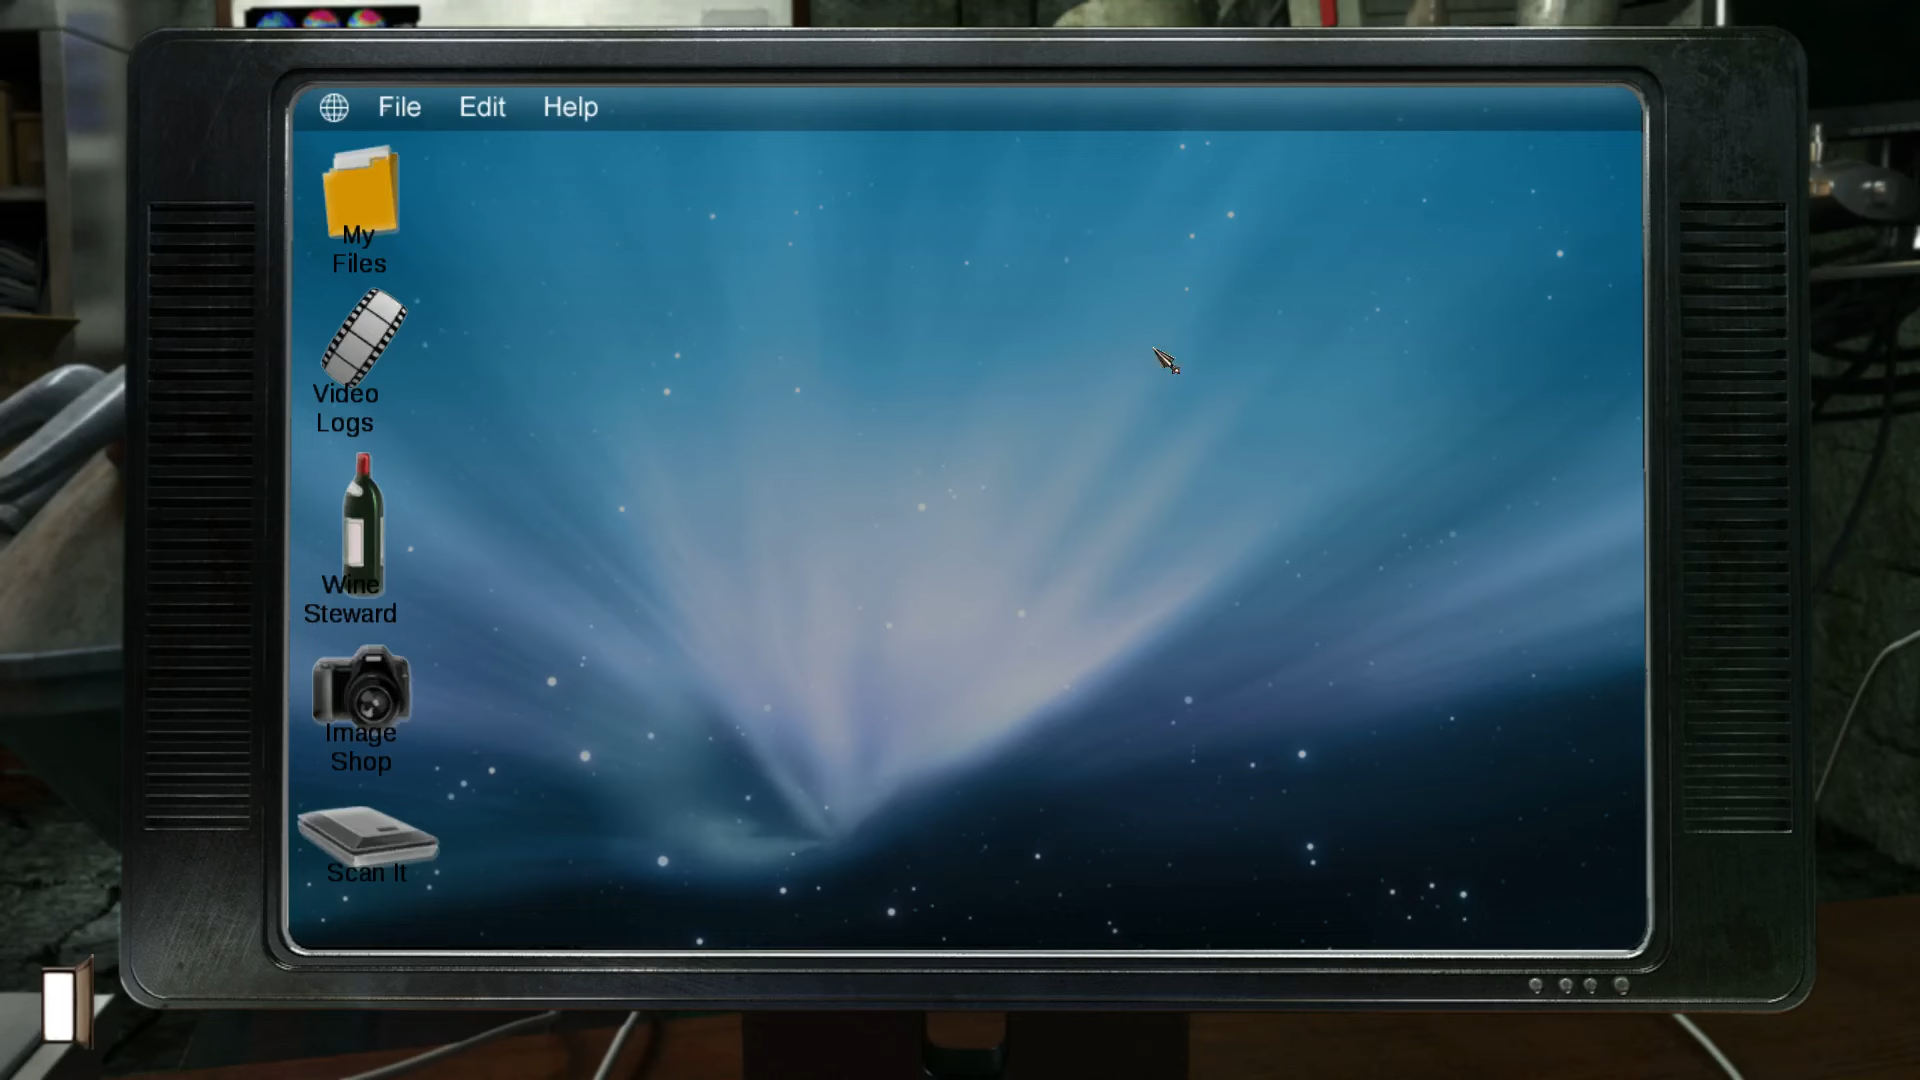 File Edit Help
My
Files
Video
Logs
Wine
Steward
Image
Shop
Scan It